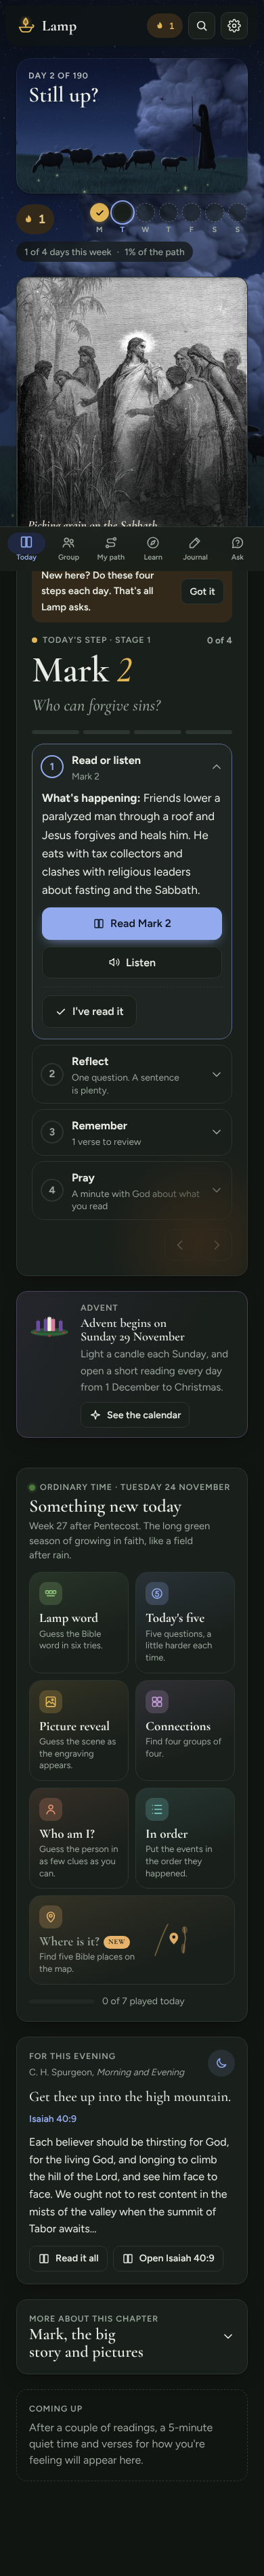 Lamp
1
DAY 2 OF 190
Still up?
1
M T W T F S S
1 of 4 days this week · 1% of the path
Picking grain on the Sabbath
Today Group My path Learn Journal Ask
New here? Do these four
steps each day. That's all
Lamp asks.
Got it
TODAY'S STEP · STAGE 1
0 of 4
Mark 2
Who can forgive sins?
1
Read or listen
Mark 2
What's happening: Friends lower a
paralyzed man through a roof and
Jesus forgives and heals him. He
eats with tax collectors and
clashes with religious leaders
about fasting and the Sabbath.
Read Mark 2
Listen
I've read it
2
Reflect
One question. A sentence
is plenty.
3
Remember
1 verse to review
4
Pray
A minute with God about what
you read
ADVENT
Advent begins on
Sunday 29 November
Light a candle each Sunday, and
open a short reading every day
from 1 December to Christmas.
See the calendar
ORDINARY TIME · TUESDAY 24 NOVEMBER
Something new today
Week 27 after Pentecost. The long green
season of growing in faith, like a field
after rain.
Lamp word
Guess the Bible
word in six tries.
Today's five
Five questions, a
little harder each
time.
Picture reveal
Guess the scene as
the engraving
appears.
Connections
Find four groups of
four.
Who am I?
Guess the person in
as few clues as you
can.
In order
Put the events in
the order they
happened.
Where is it? NEW
Find five Bible places on
the map.
0 of 7 played today
FOR THIS EVENING
C. H. Spurgeon, Morning and Evening
Get thee up into the high mountain.
Isaiah 40:9
Each believer should be thirsting for God,
for the living God, and longing to climb
the hill of the Lord, and see him face to
face. We ought not to rest content in the
mists of the valley when the summit of
Tabor awaits...
Read it all
Open Isaiah 40:9
MORE ABOUT THIS CHAPTER
Mark, the big
story and pictures
COMING UP
After a couple of readings, a 5-minute
quiet time and verses for how you're
feeling will appear here.